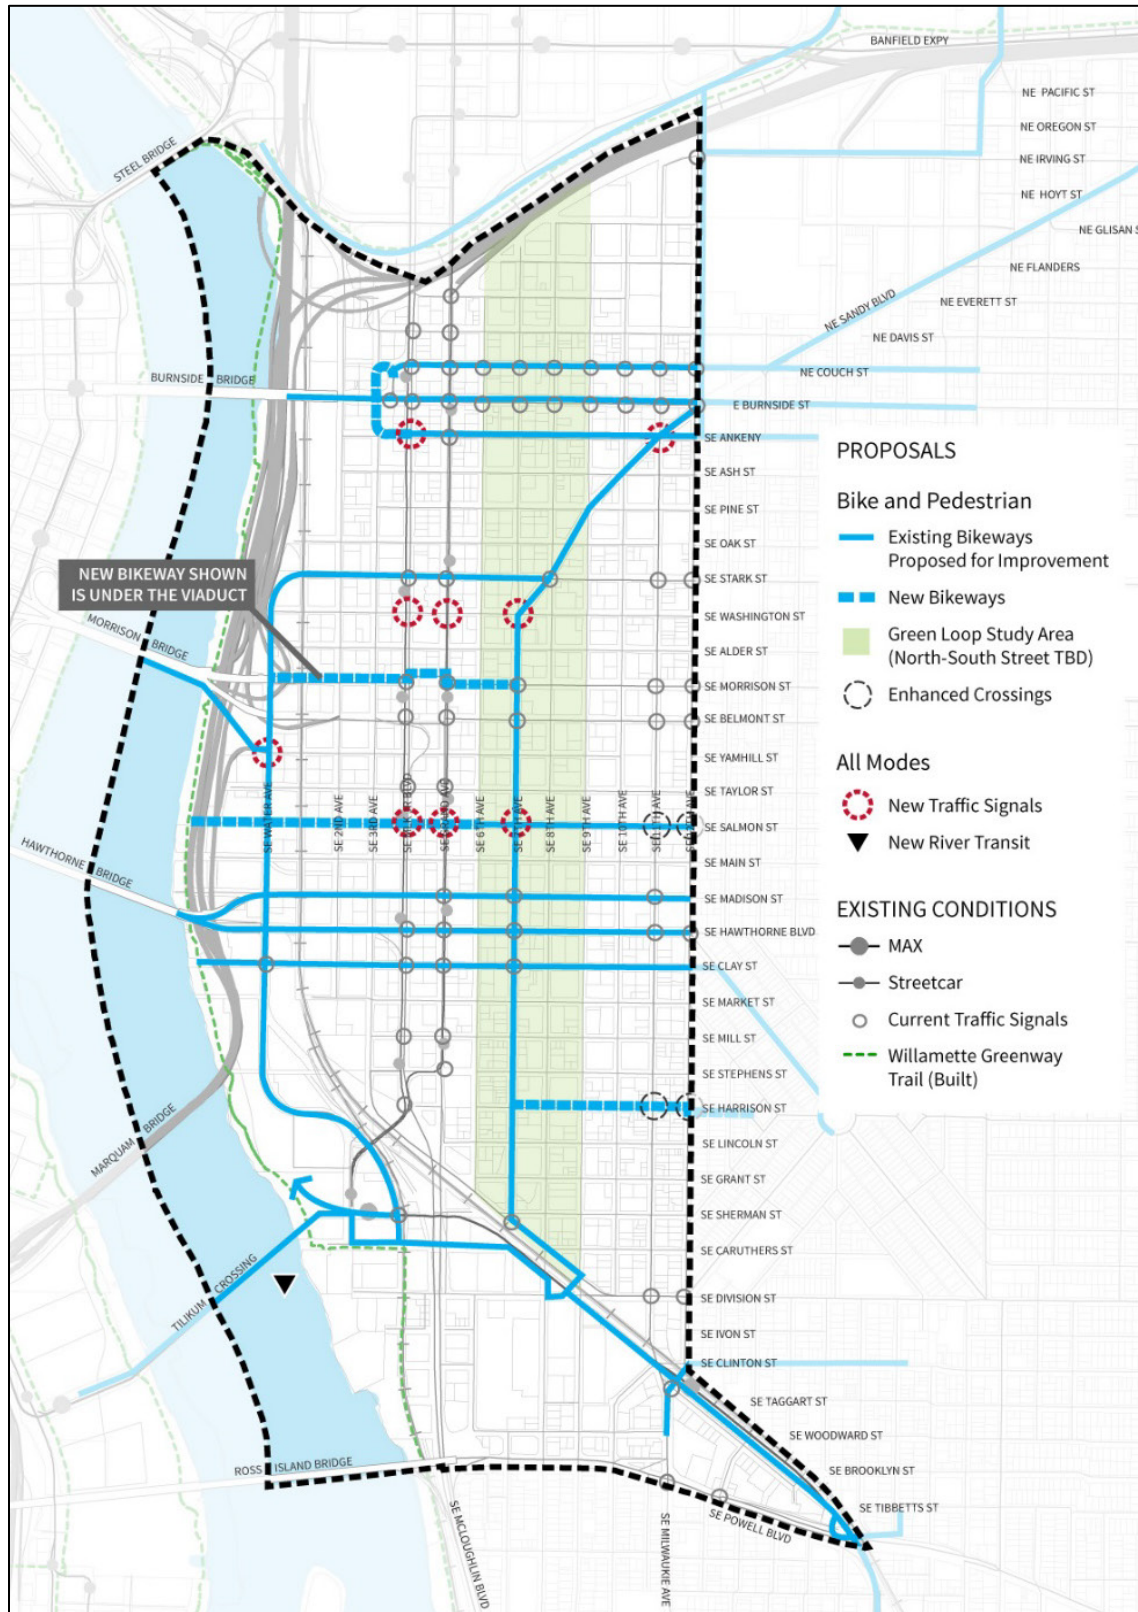 BANFIELD EXPY
NE PACIFIC ST
NE OREGON ST
NE IRVING ST
NE HOYT ST
NE GLISAN S
NE FLANDERS
NE EVERETT ST
NE SANDY BLVD
NE DAVIS ST
NE COUCH ST
E BURNSIDE ST
STEEL BRIDGE
BURNSIDE BRIDGE
SE ANKENY
SE ASH ST
SE PINE ST
SE OAK ST
SE STARK ST
SE WASHINGTON ST
SE ALDER ST
SE MORRISON ST
SE BELMONT ST
SE YAMHILL ST
SE TAYLOR ST
SE SALMON ST
SE MAIN ST
SE MADISON ST
SE HAWTHORNE BLVD
SE CLAY ST
SE MARKET ST
SE MILL ST
SE STEPHENS ST
SE HARRISON ST
SE LINCOLN ST
SE GRANT ST
SE SHERMAN ST
SE CARUTHERS ST
SE DIVISION ST
SE IVON ST
SE CLINTON ST
SE TAGGART ST
SE WOODWARD ST
SE BROOKLYN ST
SE TIBBETTS ST
NEW BIKEWAY SHOWN
IS UNDER THE VIADUCT
MORRISON BRIDGE
HAWTHORNE BRIDGE
MARQUAM BRIDGE
TILIKUM CROSSING
ROSS ISLAND BRIDGE
SE WATER AVE
SE 2ND AVE
SE 3RD AVE
SE 6TH AVE
SE 8TH AVE
SE 9TH AVE
SE 10TH AVE
SE MCLOUGHLIN BLVD
SE MILWAUKIE AVE
SE POWELL BLVD
PROPOSALS
Bike and Pedestrian
Existing Bikeways
Proposed for Improvement
New Bikeways
Green Loop Study Area
(North-South Street TBD)
Enhanced Crossings
All Modes
New Traffic Signals
New River Transit
EXISTING CONDITIONS
MAX
Streetcar
Current Traffic Signals
Willamette Greenway
Trail (Built)